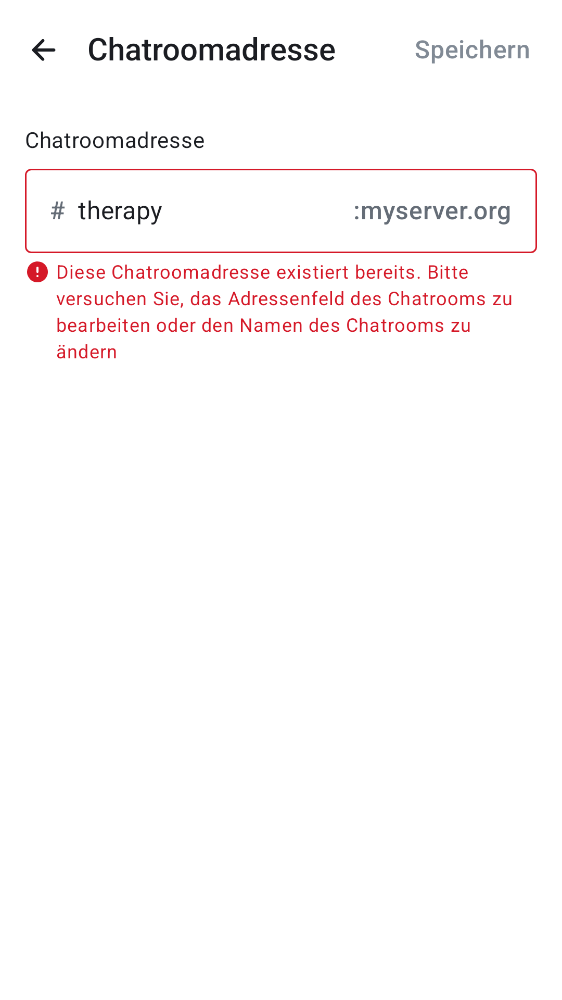 Chatroomadresse Speichern
Chatroomadresse
# therapy :myserver.org
Diese Chatroomadresse existiert bereits. Bitte
versuchen Sie, das Adressenfeld des Chatrooms zu
bearbeiten oder den Namen des Chatrooms zu
ändern